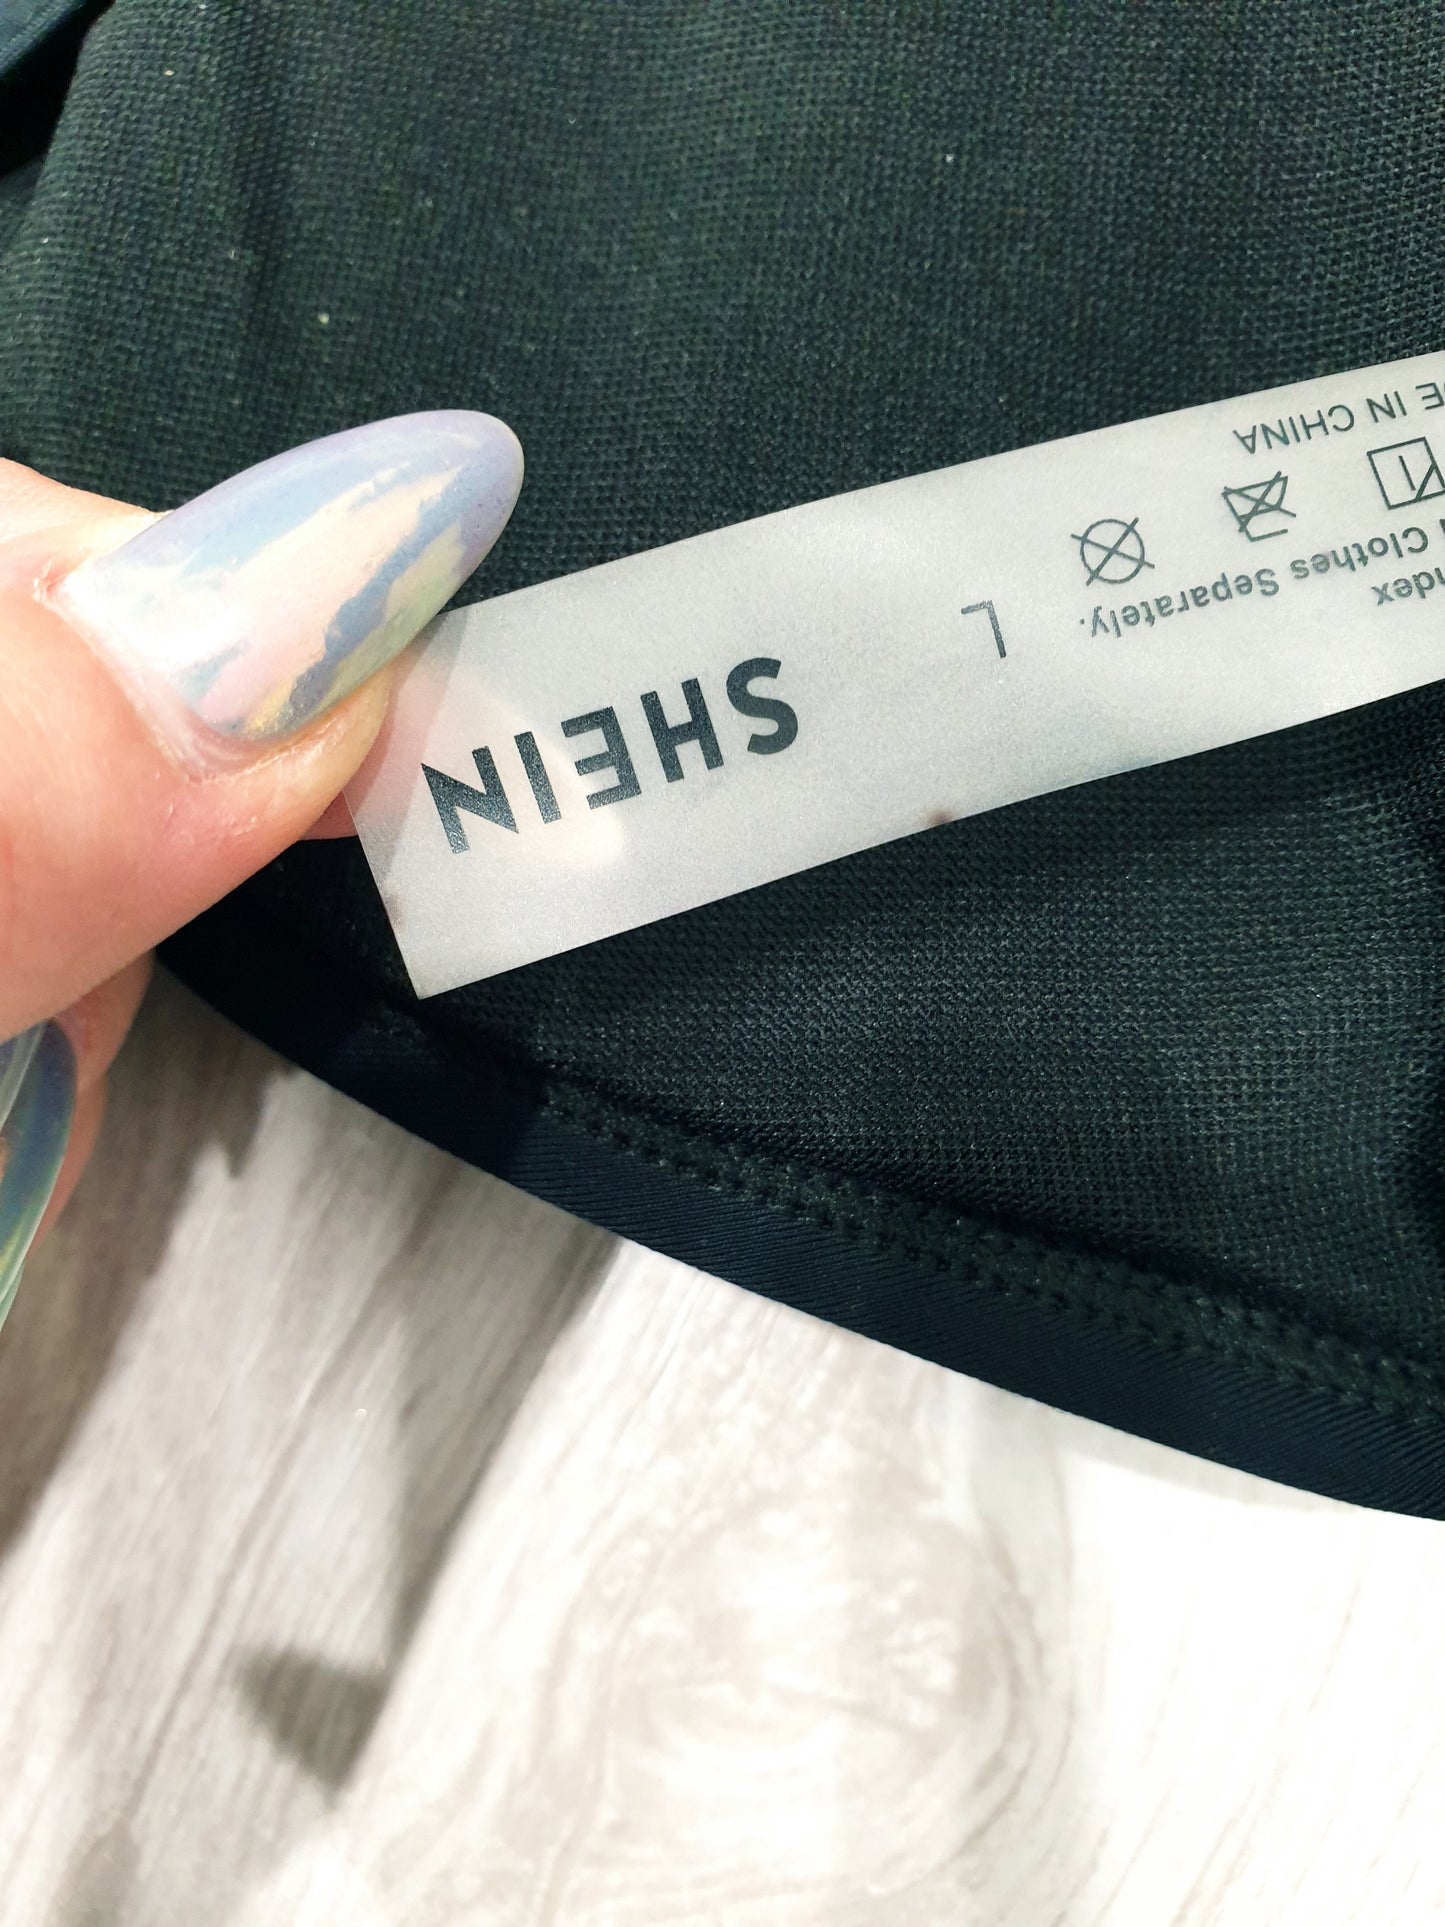 SHEIN
L
Clothes Separately.
IN CHINA